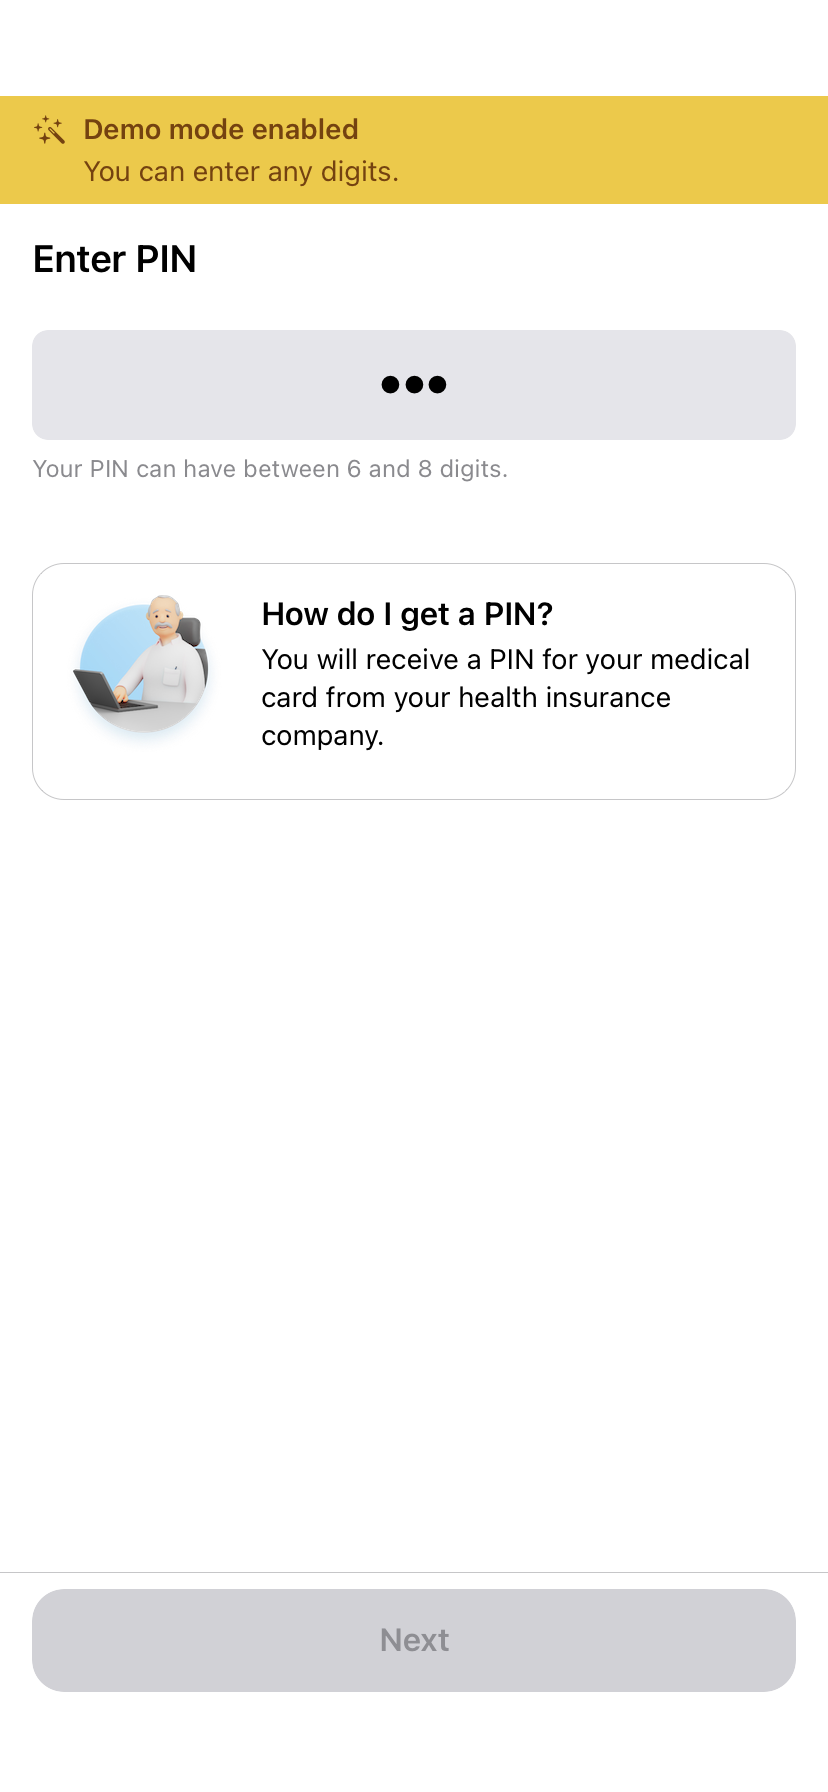 Demo mode enabled
You can enter any digits.
Enter PIN
Your PIN can have between 6 and 8 digits.
How do I get a PIN?
You will receive a PIN for your medical
card from your health insurance
company.
Next